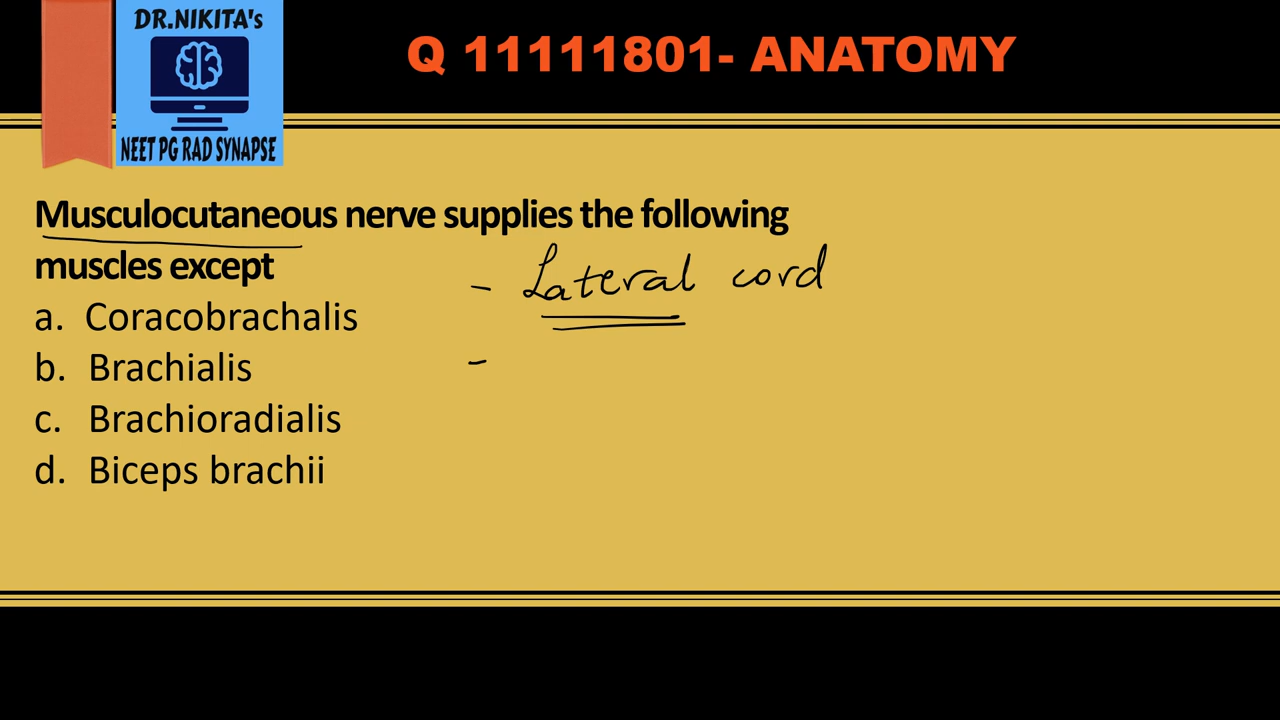 DR.NIKITA's
NEET PG RAD SYNAPSE
Q 11111801- ANATOMY
Musculocutaneous nerve supplies the following
muscles except
- Lateral cord
a. Coracobrachalis
-
b. Brachialis
c. Brachioradialis
d. Biceps brachii